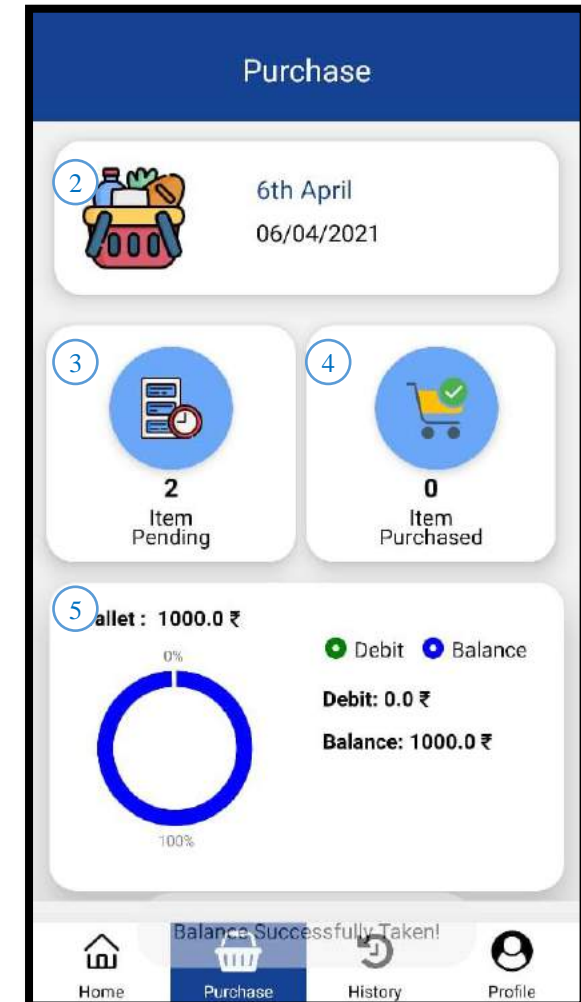 Purchase
2
6th April
06/04/2021
3
4
2
Item
Pending
0
Item
Purchased
5
allet : 1000.0 ₹
0%
100%
Debit Balance
Debit: 0.0 ₹
Balance: 1000.0 ₹
Balance Successfully Taken!
Home Purchase History Profile